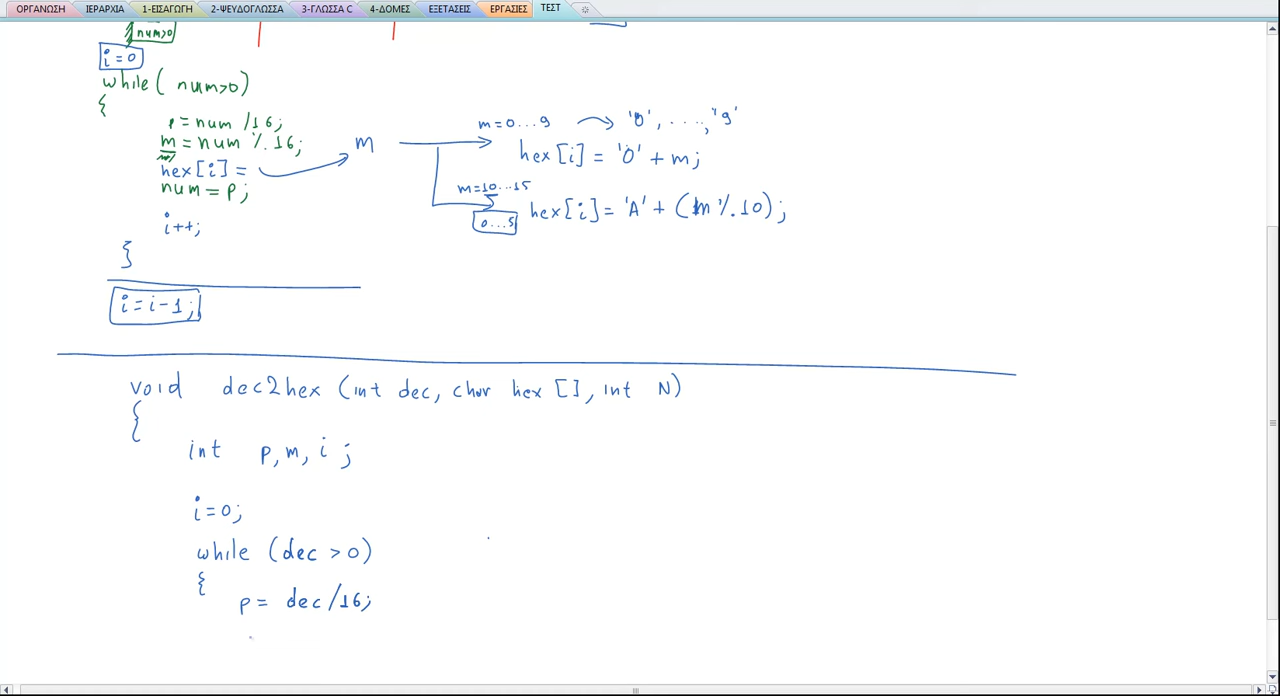 ΟΡΓΑΝΩΣΗ ΙΕΡΑΡΧΙΑ 1-ΕΙΣΑΓΩΓΗ 2-ΨΕΥΔΟΓΛΩΣΣΑ 3-ΓΛΩΣΣΑ C 4-ΔΟΜΕΣ ΕΞΕΤΑΣΕΙΣ ΕΡΓΑΣΙΕΣ ΤΕΣΤ
num>0
i=0
while( num>0)
{
p=num /16;
m=num %16;
hex[i]=
num=p;
i++;
}
m
m=0...9 '0',...,'9'
hex[i]='0'+m;
m=10...15
0...5
hex[i]='A'+(m%10);
i=i-1;
void dec2hex (int dec, char hex [], int N)
{
int p,m,i;
i=0;
while (dec >0)
{
p= dec/16;